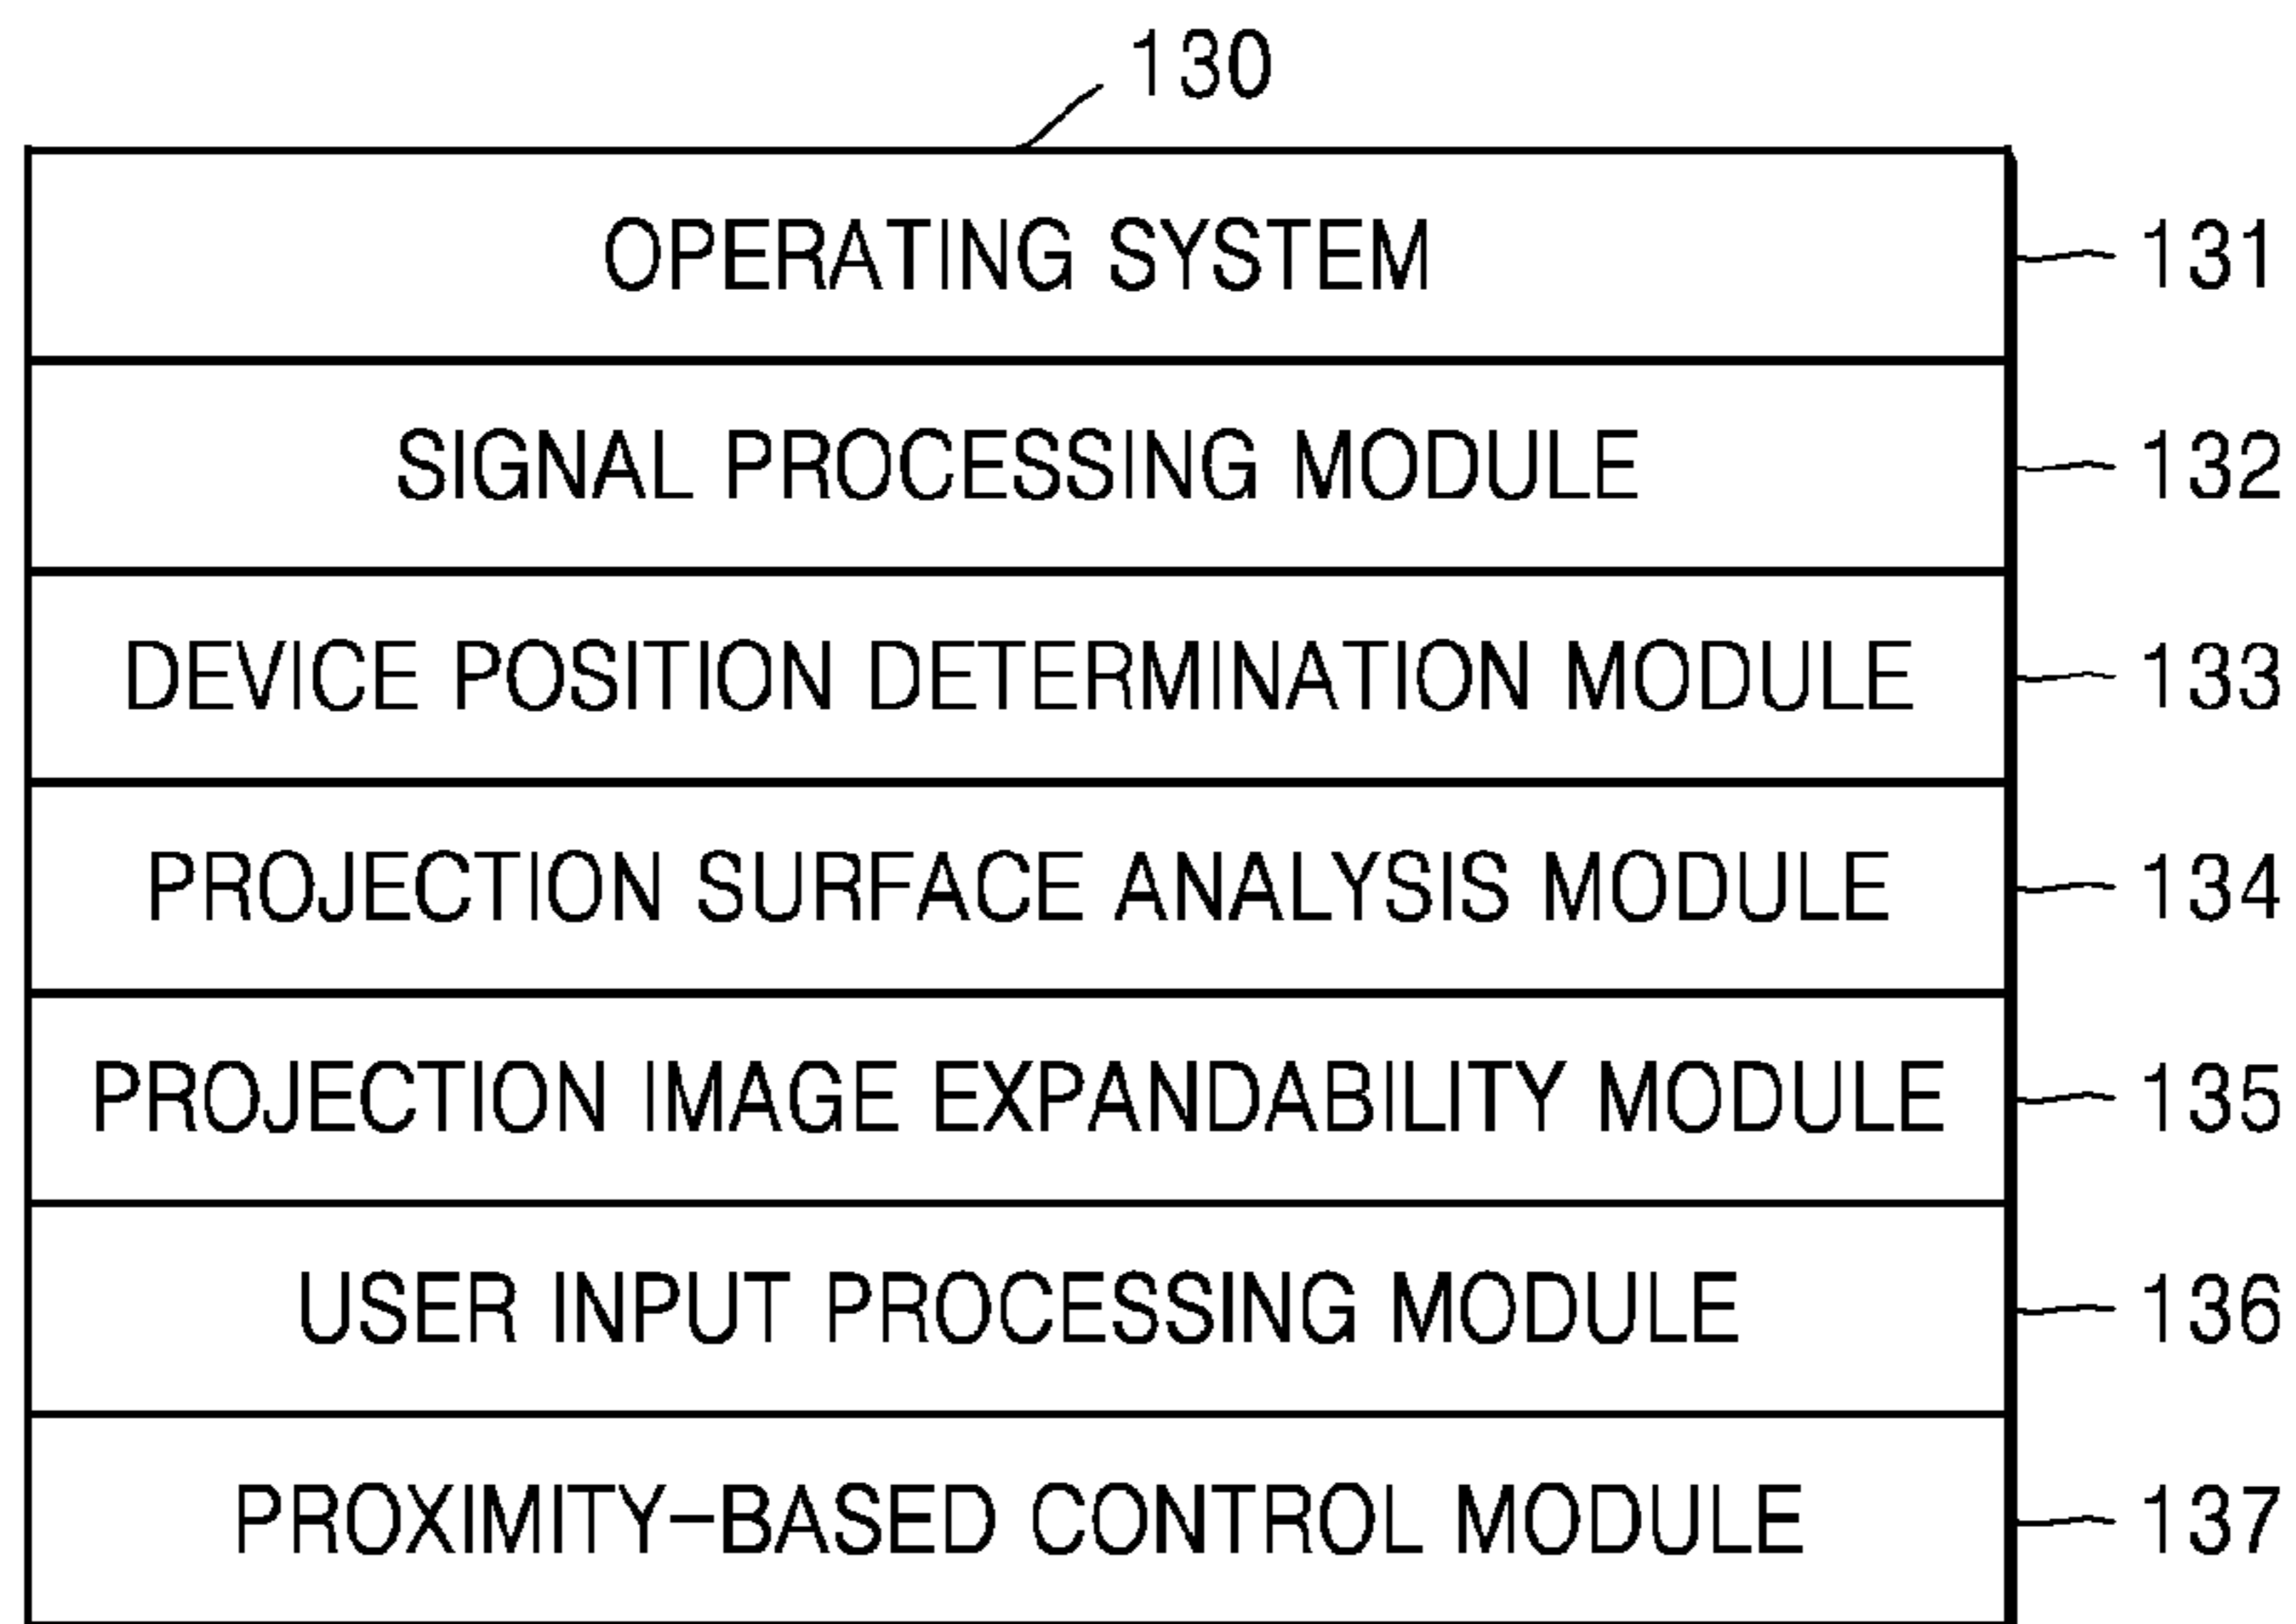 130
OPERATING SYSTEM 131
SIGNAL PROCESSING MODULE 132
DEVICE POSITION DETERMINATION MODULE 133
PROJECTION SURFACE ANALYSIS MODULE 134
PROJECTION IMAGE EXPANDABILITY MODULE 135
USER INPUT PROCESSING MODULE 136
PROXIMITY-BASED CONTROL MODULE 137